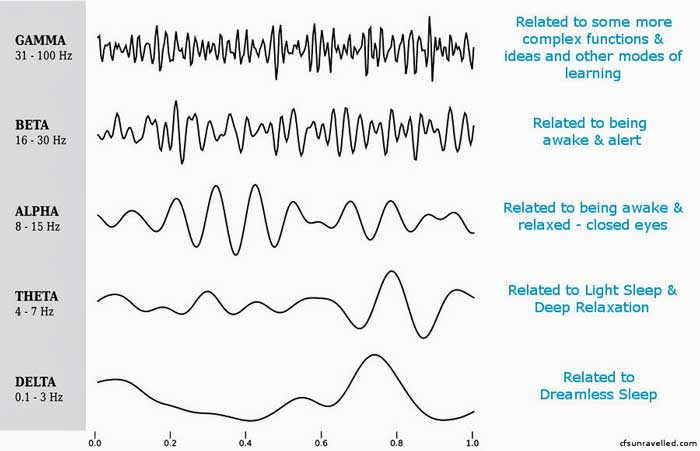 GAMMA
31 - 100 Hz
Related to some more
complex functions &
ideas and other modes of
learning
BETA
16 - 30 Hz
Related to being
awake & alert
ALPHA
8 - 15 Hz
Related to being awake &
relaxed - closed eyes
THETA
4 - 7 Hz
Related to Light Sleep &
Deep Relaxation
DELTA
0.1 - 3 Hz
Related to
Dreamless Sleep
0.0 0.2 0.4 0.6 0.8 1.0
cfsunravelled.com